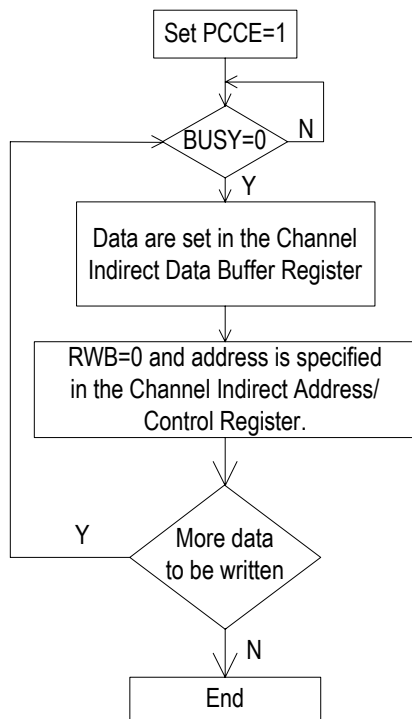 Set PCCE=1
BUSY=0
N
Y
Data are set in the Channel
Indirect Data Buffer Register
RWB=0 and address is specified
in the Channel Indirect Address/
Control Register.
Y
More data
to be written
N
End